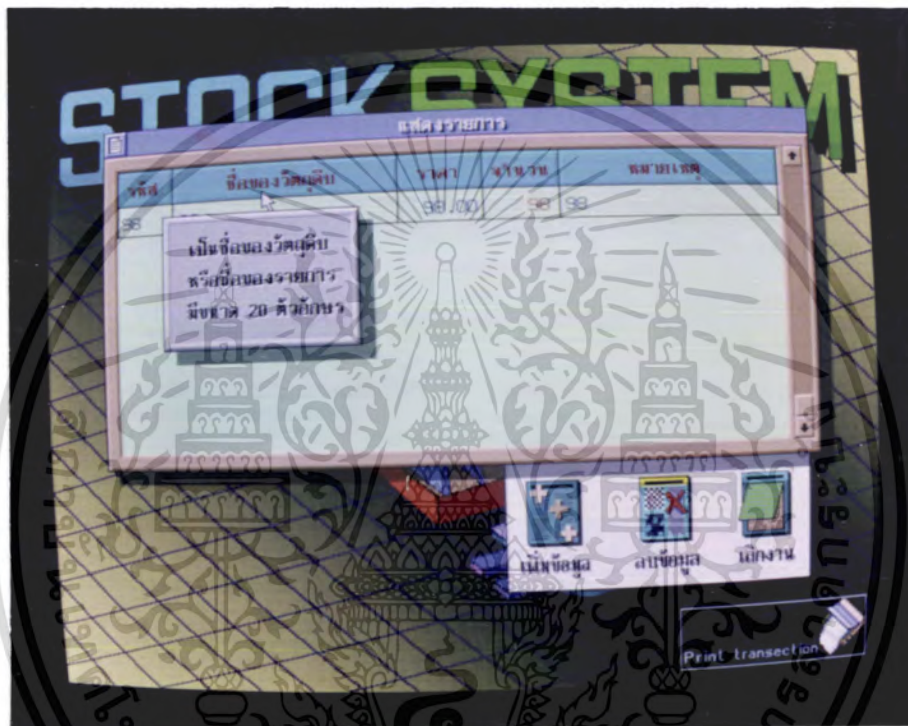 STOCK SYSTEM
แสดงรายการ
รหัส ชื่อของวัตถุดิบ ราคา จำนวน หมายเหตุ
98 98.00 98 98
เป็นชื่อของวัตถุดิบ
หรือชื่อของรายการ
มีขนาด 20 ตัวอักษร
เพิ่มข้อมูล ลบข้อมูล เลิกงาน
Print transection